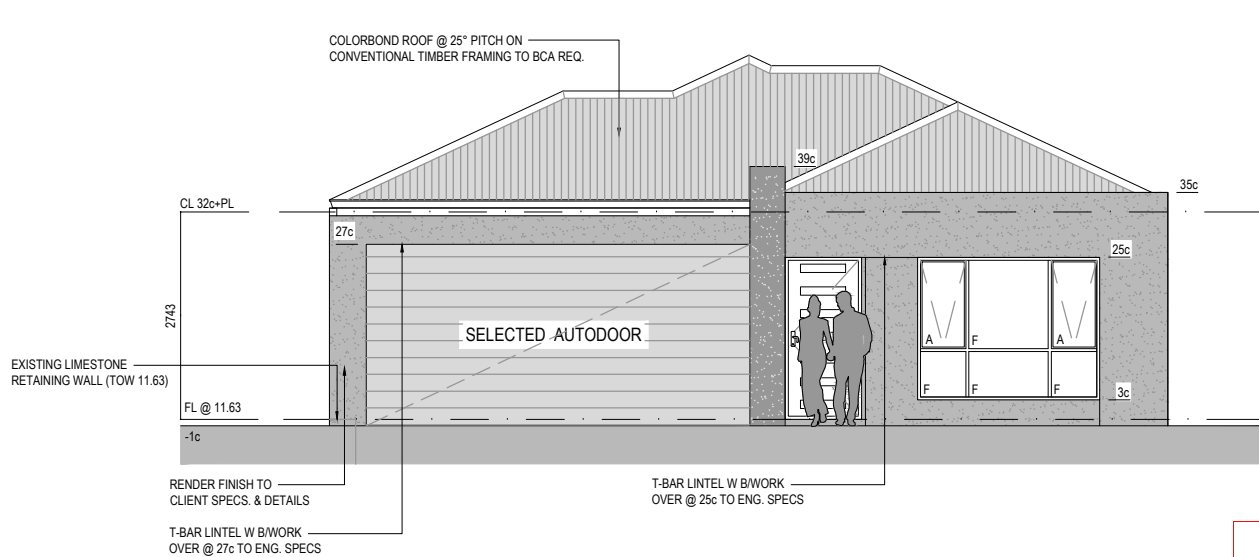 COLORBOND ROOF @ 25° PITCH ON
CONVENTIONAL TIMBER FRAMING TO BCA REQ.
39c
35c
CL 32c+PL
27c
25c
2743
SELECTED AUTODOOR
A
F
A
EXISTING LIMESTONE
RETAINING WALL (TOW 11.63)
F
F
F
3c
FL @ 11.63
-1c
RENDER FINISH TO
CLIENT SPECS. & DETAILS
T-BAR LINTEL W B/WORK
OVER @ 25c TO ENG. SPECS
T-BAR LINTEL W B/WORK
OVER @ 27c TO ENG. SPECS